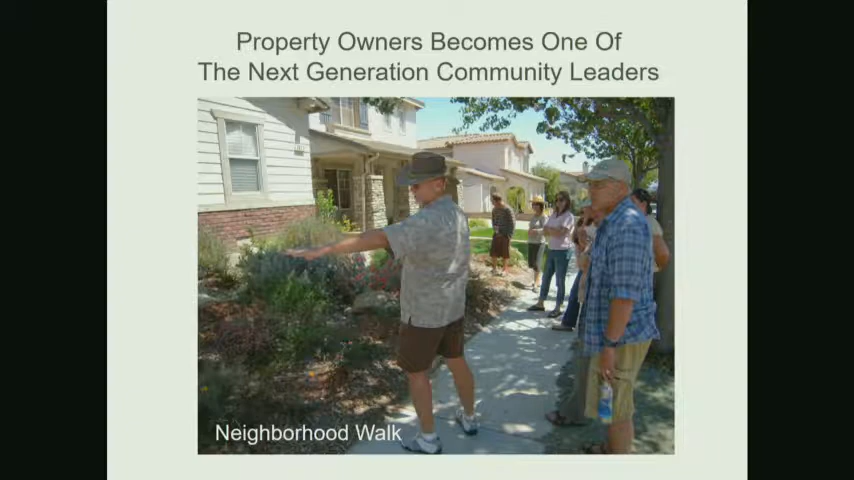 Property Owners Becomes One Of
The Next Generation Community Leaders
Neighborhood Walk